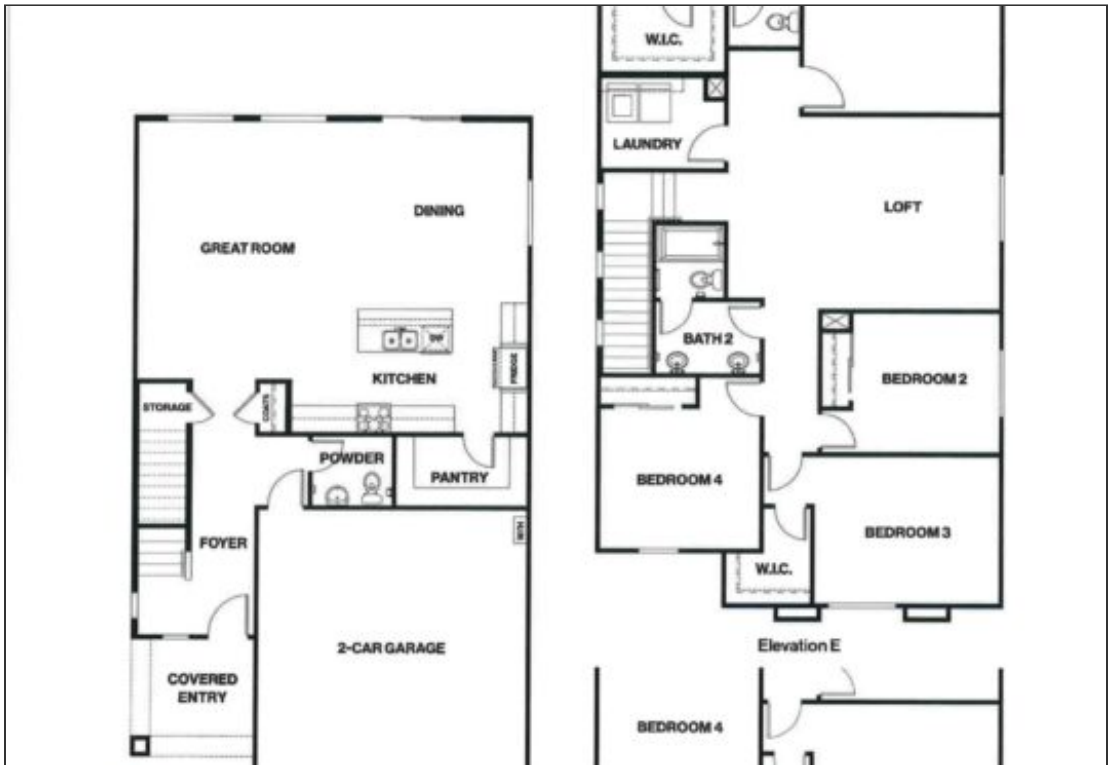 W.I.C.
LAUNDRY
LOFT
DINING
GREAT ROOM
BATH 2
KITCHEN
FRIDGE
DW
BEDROOM 2
STORAGE
COATS
POWDER
PANTRY
BEDROOM 4
BEDROOM 3
FOYER
W.I.C.
2-CAR GARAGE
Elevation E
COVERED
ENTRY
BEDROOM 4